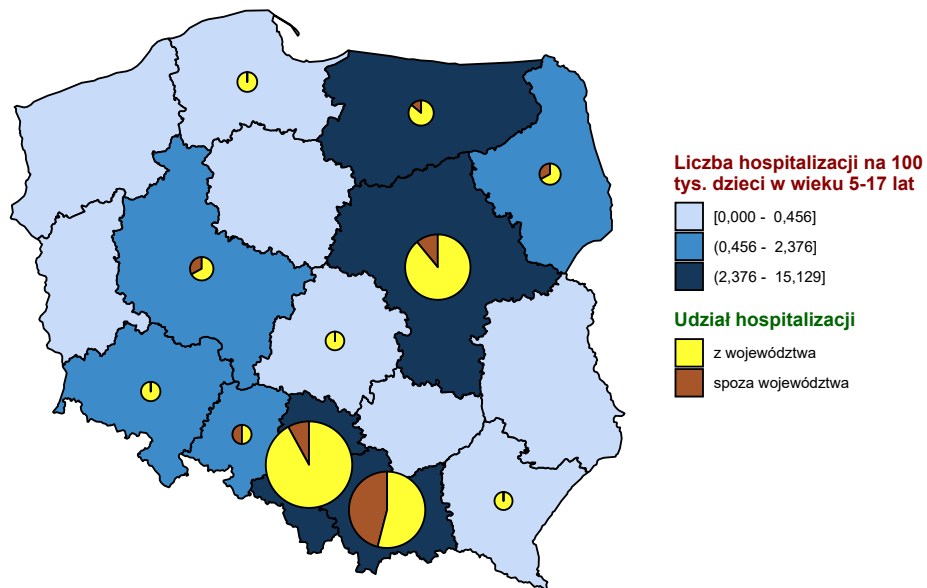 Liczba hospitalizacji na 100
tys. dzieci w wieku 5-17 lat
[0,000 - 0,456]
(0,456 - 2,376]
(2,376 - 15,129]
Udział hospitalizacji
z województwa
spoza województwa